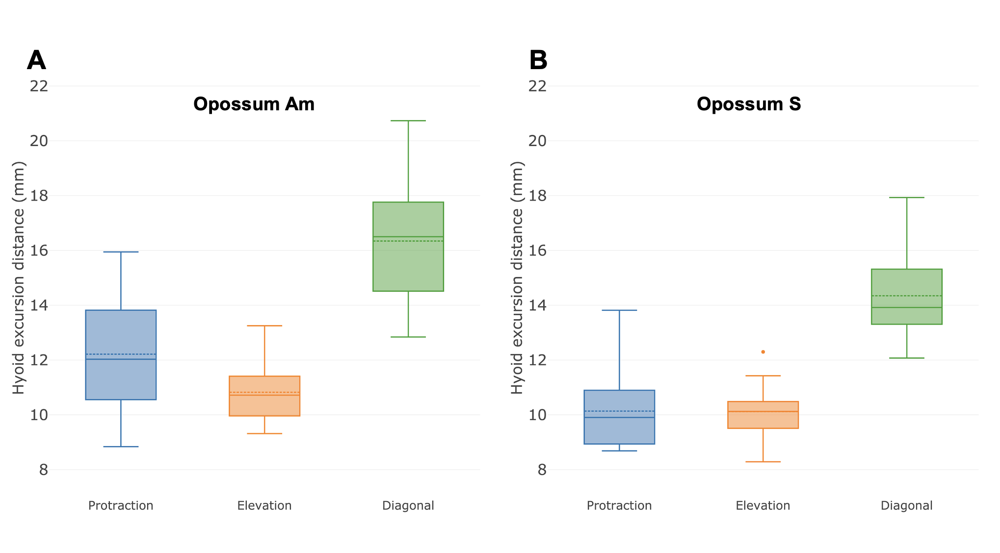 A
Opossum Am
Hyoid excursion distance (mm)
22
20
18
16
14
12
10
8
Protraction
Elevation
Diagonal
B
Opossum S
Hyoid excursion distance (mm)
22
20
18
16
14
12
10
8
Protraction
Elevation
Diagonal